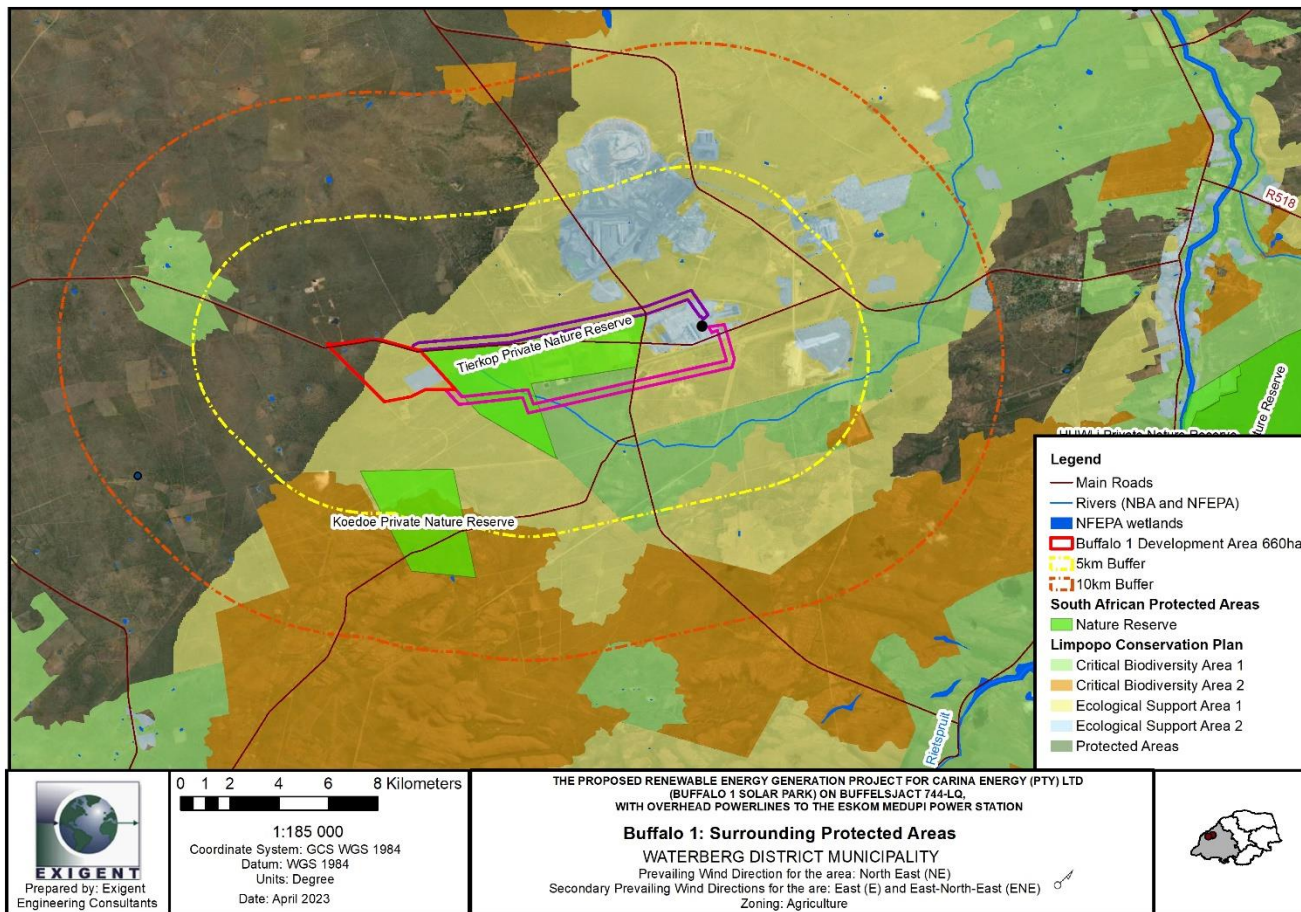 R518
Tierkop Private Nature Reserve
Koedoe Private Nature Reserve
Nature Reserve
Rietspruit
Legend
Main Roads
Rivers (NBA and NFEPA)
NFEPA wetlands
Buffalo 1 Development Area 660ha
5km Buffer
10km Buffer
South African Protected Areas
Nature Reserve
Limpopo Conservation Plan
Critical Biodiversity Area 1
Critical Biodiversity Area 2
Ecological Support Area 1
Ecological Support Area 2
Protected Areas
EXIGENT
Prepared by: Exigent
Engineering Consultants
0 1 2 4 6 8 Kilometers
1:185 000
Coordinate System: GCS WGS 1984
Datum: WGS 1984
Units: Degree
Date: April 2023
THE PROPOSED RENEWABLE ENERGY GENERATION PROJECT FOR CARINA ENERGY (PTY) LTD
(BUFFALO 1 SOLAR PARK) ON BUFFELSJACT 744-LQ,
WITH OVERHEAD POWERLINES TO THE ESKOM MEDUPI POWER STATION
Buffalo 1: Surrounding Protected Areas
WATERBERG DISTRICT MUNICIPALITY
Prevailing Wind Direction for the area: North East (NE)
Secondary Prevailing Wind Directions for the are: East (E) and East-North-East (ENE)
Zoning: Agriculture